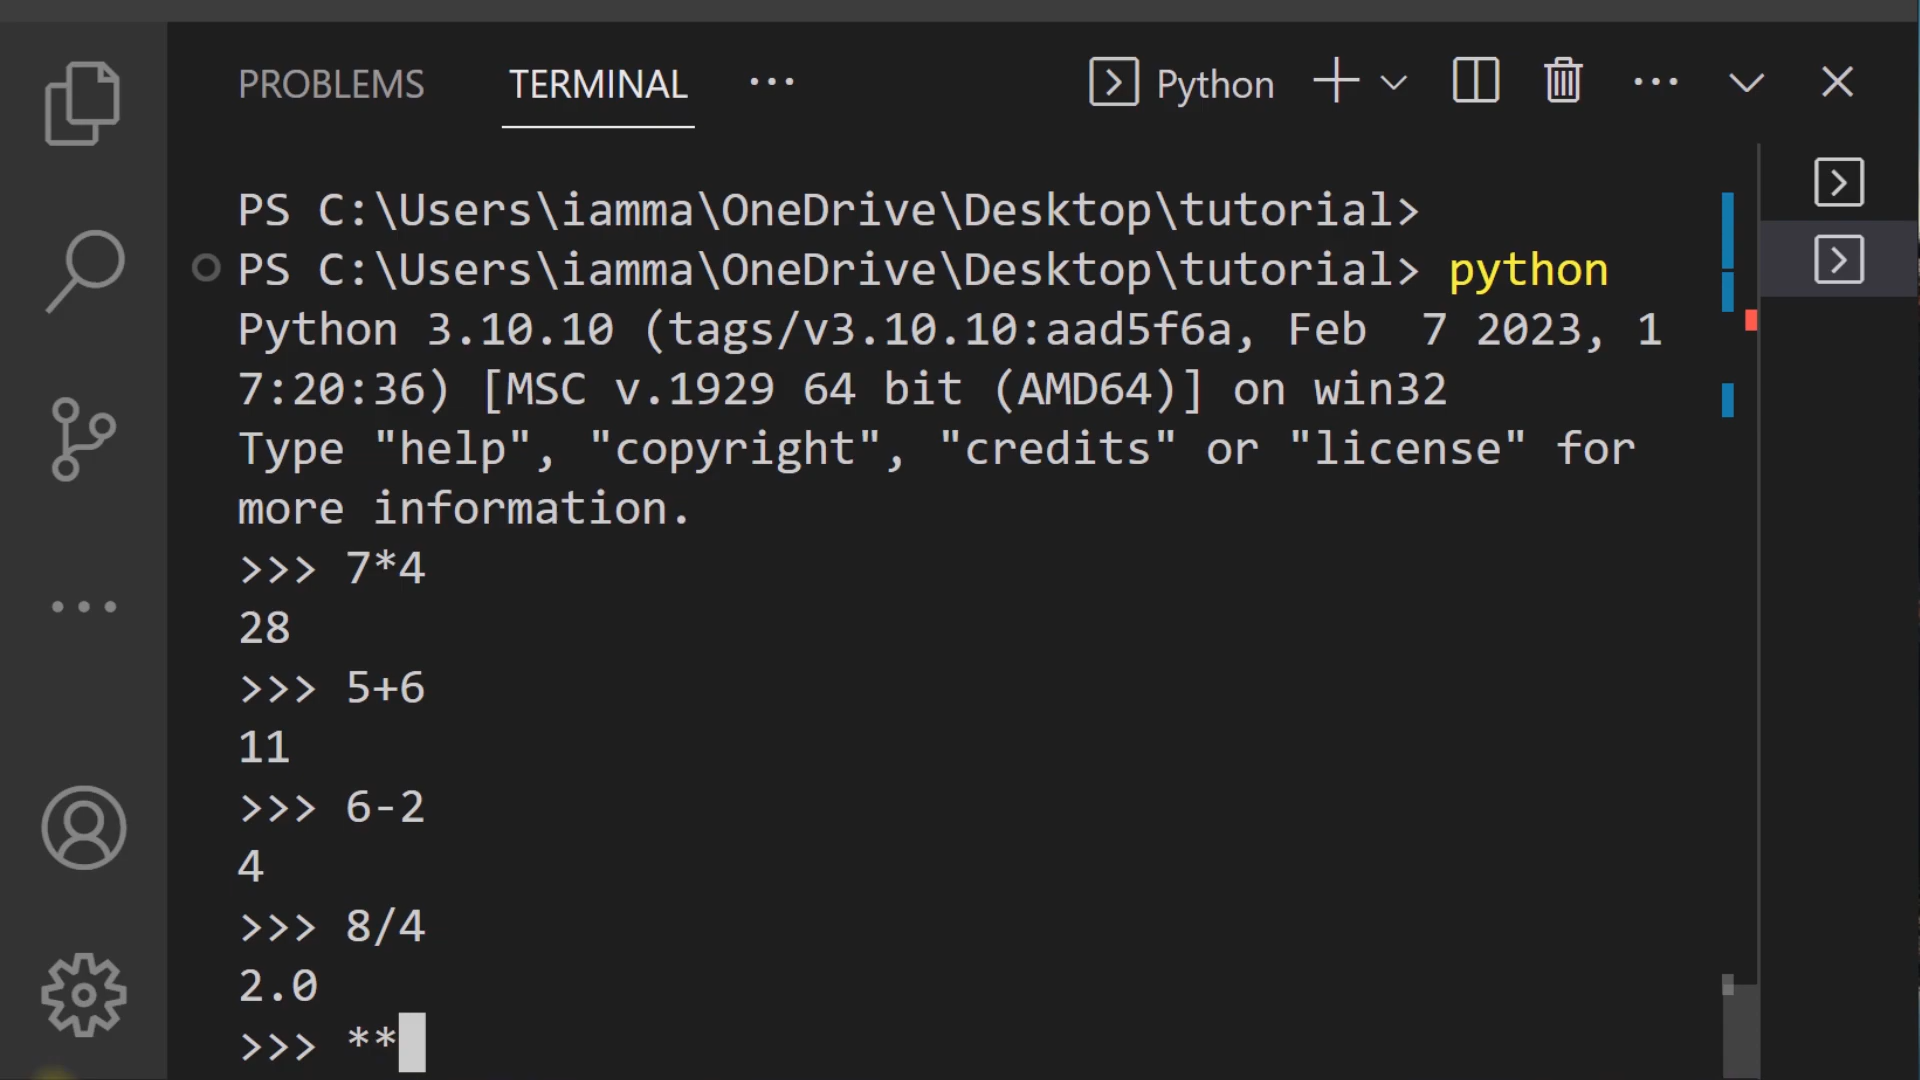 PROBLEMS TERMINAL ... Python
PS C:\Users\iamma\OneDrive\Desktop\tutorial>
PS C:\Users\iamma\OneDrive\Desktop\tutorial> python
Python 3.10.10 (tags/v3.10.10:aad5f6a, Feb  7 2023, 1
7:20:36) [MSC v.1929 64 bit (AMD64)] on win32
Type "help", "copyright", "credits" or "license" for
more information.
>>> 7*4
28
>>> 5+6
11
>>> 6-2
4
>>> 8/4
2.0
>>> **